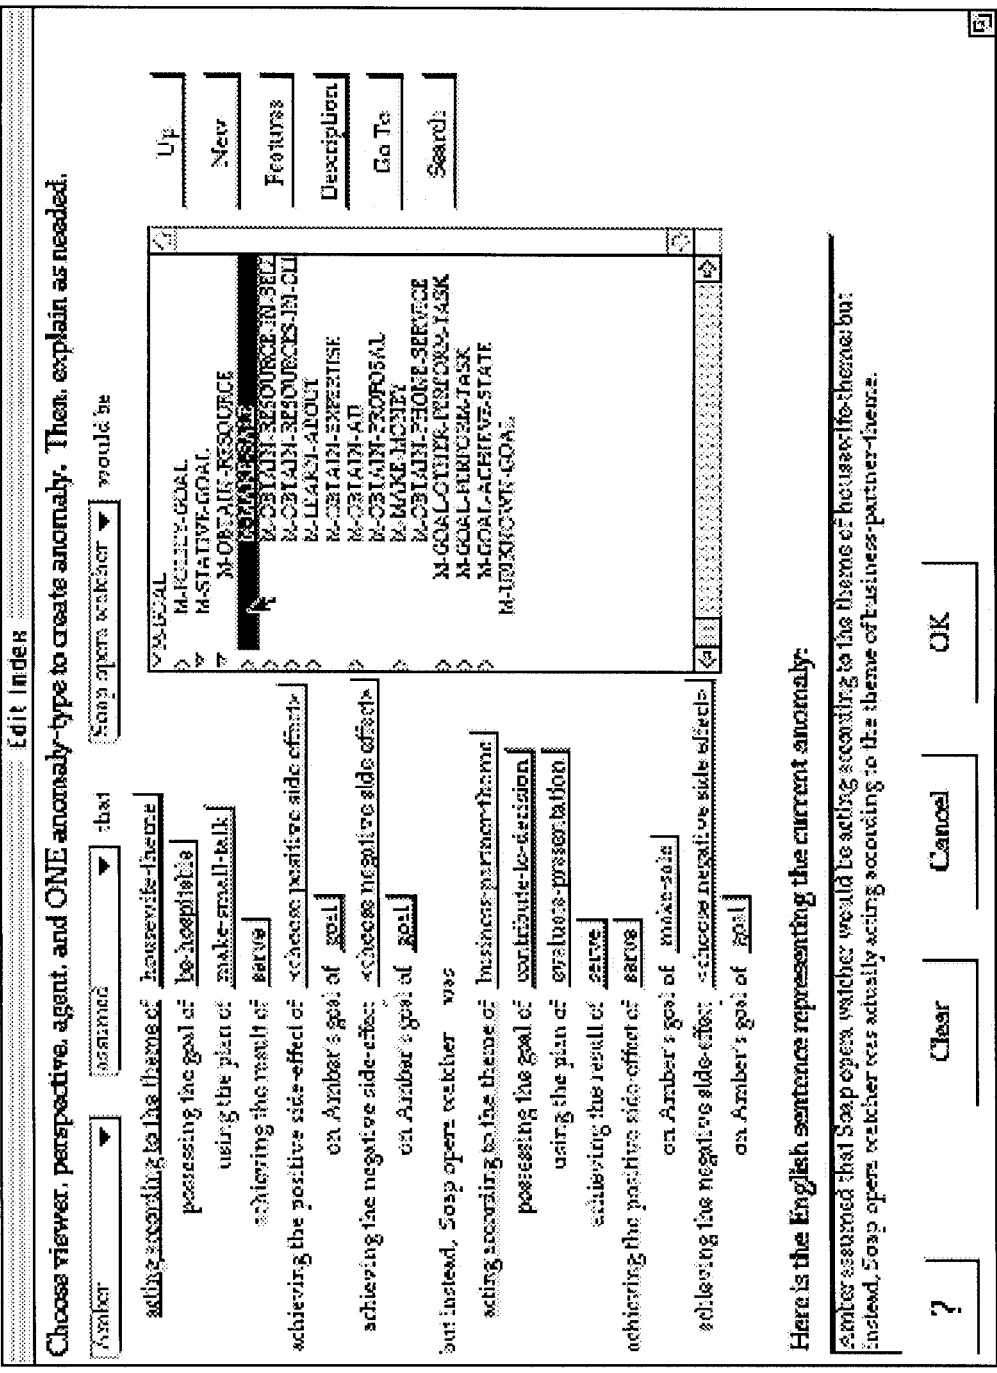 Edit Index
Choose viewer, perspective, agent, and ONE anomaly-type to create anomaly. Then, explain as needed.
Amber ▼ assumed ▼ that Soap opera watcher ▼ would be
acting according to the theme of housewife-theme
possessing the goal of be-hospitable
using the plan of make-small-talk
achieving the result of serve
achieving the positive side-effect of <choose positive side effect>
on Amber's goal of goal
achieving the negative side-effect <choose negative side effect>
on Amber's goal of goal
but instead, Soap opera watcher was
acting according to the theme of business-partner-theme
possessing the goal of contribute-to-decision
using the plan of evaluate-presentation
achieving the result of serve
achieving the positive side-effect of serve
on Amber's goal of make-sale
achieving the negative side-effect <choose negative side effect>
on Amber's goal of goal
M-GOAL
M-POLICY-GOAL
M-STATIVE-GOAL
M-OBTAIN-RESOURCE
M-OBTAIN-RESOURCE-IN-SELL
M-OBTAIN-RESOURCES-IN-CU
M-LEARN-ABOUT
M-OBTAIN-EXPERTISE
M-OBTAIN-AD
M-OBTAIN-PROPOSAL
M-MAKE-MONEY
M-OBTAIN-PHONE-SERVICE
M-GOAL-OTHER-PERFORM-TASK
M-GOAL-PERFORM-TASK
M-GOAL-ACHIEVE-STATE
M-UNKNOWN-GOAL
Up
New
Features
Description
Go To
Search
Here is the English sentence representing the current anomaly:
Amber assumed that Soap opera watcher would be acting according to the theme of housewife-theme; but
instead, Soap opera watcher was actually acting according to the theme of business-partner-theme.
? Clear Cancel OK